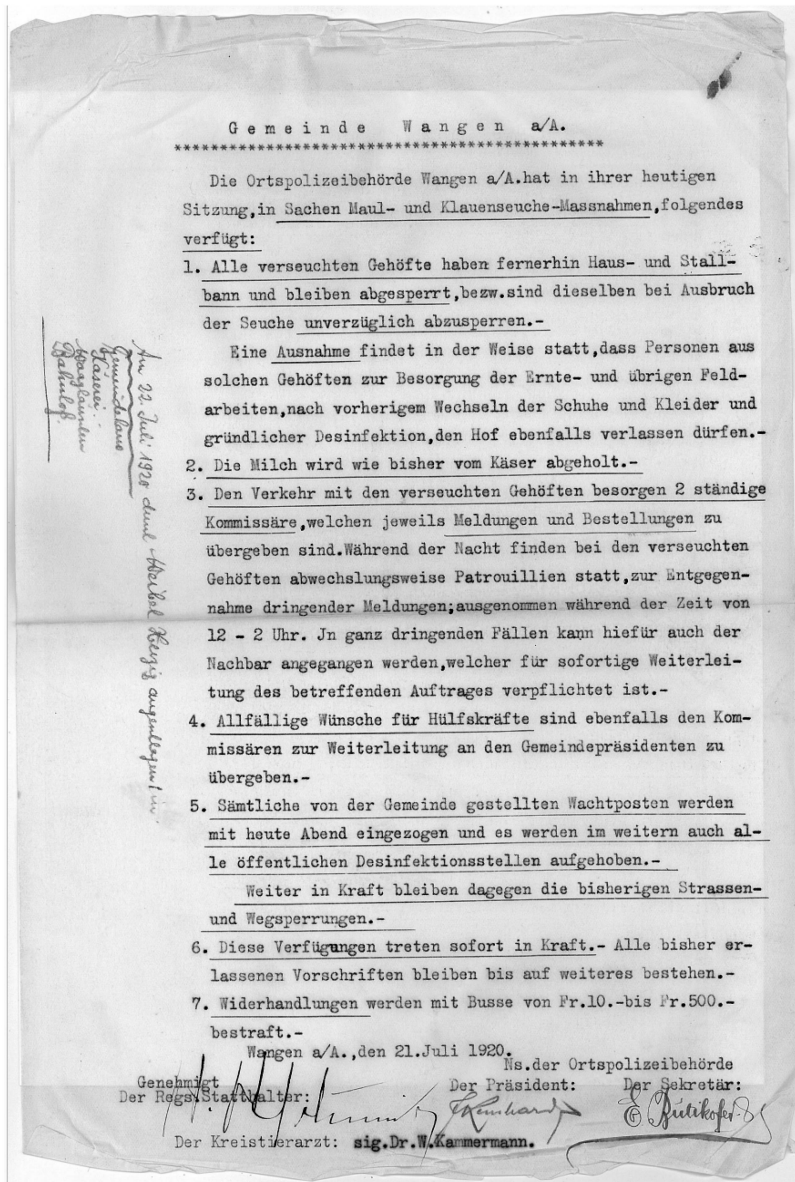 Gemeinde Wangen a/A.
*******************************************
Die Ortspolizeibehörde Wangen a/A.hat in ihrer heutigen
Sitzung,in Sachen Maul- und Klauenseuche-Massnahmen,folgendes
verfügt:
1. Alle verseuchten Gehöfte haben fernerhin Haus- und Stall-
bann und bleiben abgesperrt,bezw.sind dieselben bei Ausbruch
der Seuche unverzüglich abzusperren.-
Eine Ausnahme findet in der Weise statt,dass Personen aus
solchen Gehöften zur Besorgung der Ernte- und übrigen Feld-
arbeiten,nach vorherigem Wechseln der Schuhe und Kleider und
gründlicher Desinfektion,den Hof ebenfalls verlassen dürfen.-
2. Die Milch wird wie bisher vom Käser abgeholt.-
3. Den Verkehr mit den verseuchten Gehöften besorgen 2 ständige
Kommissäre,welchen jeweils Meldungen und Bestellungen zu
übergeben sind.Während der Nacht finden bei den verseuchten
Gehöften abwechslungsweise Patrouillien statt,zur Entgegen-
nahme dringender Meldungen;ausgenommen während der Zeit von
12 - 2 Uhr. Jn ganz dringenden Fällen kann hiefür auch der
Nachbar angegangen werden,welcher für sofortige Weiterlei-
tung des betreffenden Auftrages verpflichtet ist.-
4. Allfällige Wünsche für Hülfskräfte sind ebenfalls den Kom-
missären zur Weiterleitung an den Gemeindepräsidenten zu
übergeben.-
5. Sämtliche von der Gemeinde gestellten Wachtposten werden
mit heute Abend eingezogen und es werden im weitern auch al-
le öffentlichen Desinfektionsstellen aufgehoben.-
Weiter in Kraft bleiben dagegen die bisherigen Strassen-
und Wegsperrungen.-
6. Diese Verfügungen treten sofort in Kraft.- Alle bisher er-
lassenen Vorschriften bleiben bis auf weiteres bestehen.-
7. Widerhandlungen werden mit Busse von Fr.10.-bis Fr.500.-
bestraft.-
Wangen a/A.,den 21.Juli 1920.
Ns.der Ortspolizeibehörde
Genehmigt Der Präsident: Der Sekretär:
Der Regs.Statthalter:
E. Bütikofer
Der Kreistierarzt: sig.Dr.W.Kammermann.
An 22. Juli 1920 durch Weibel Herzig angeschlagen
Gemeindehaus
Käserei
Bahnhof